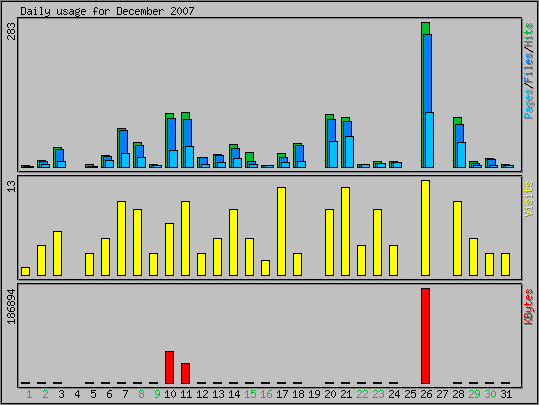 Daily usage for December 2007
283
Pages/Files/Hits
13
Visits
186894
KBytes
1 2 3 4 5 6 7 8 9 10 11 12 13 14 15 16 17 18 19 20 21 22 23 24 25 26 27 28 29 30 31